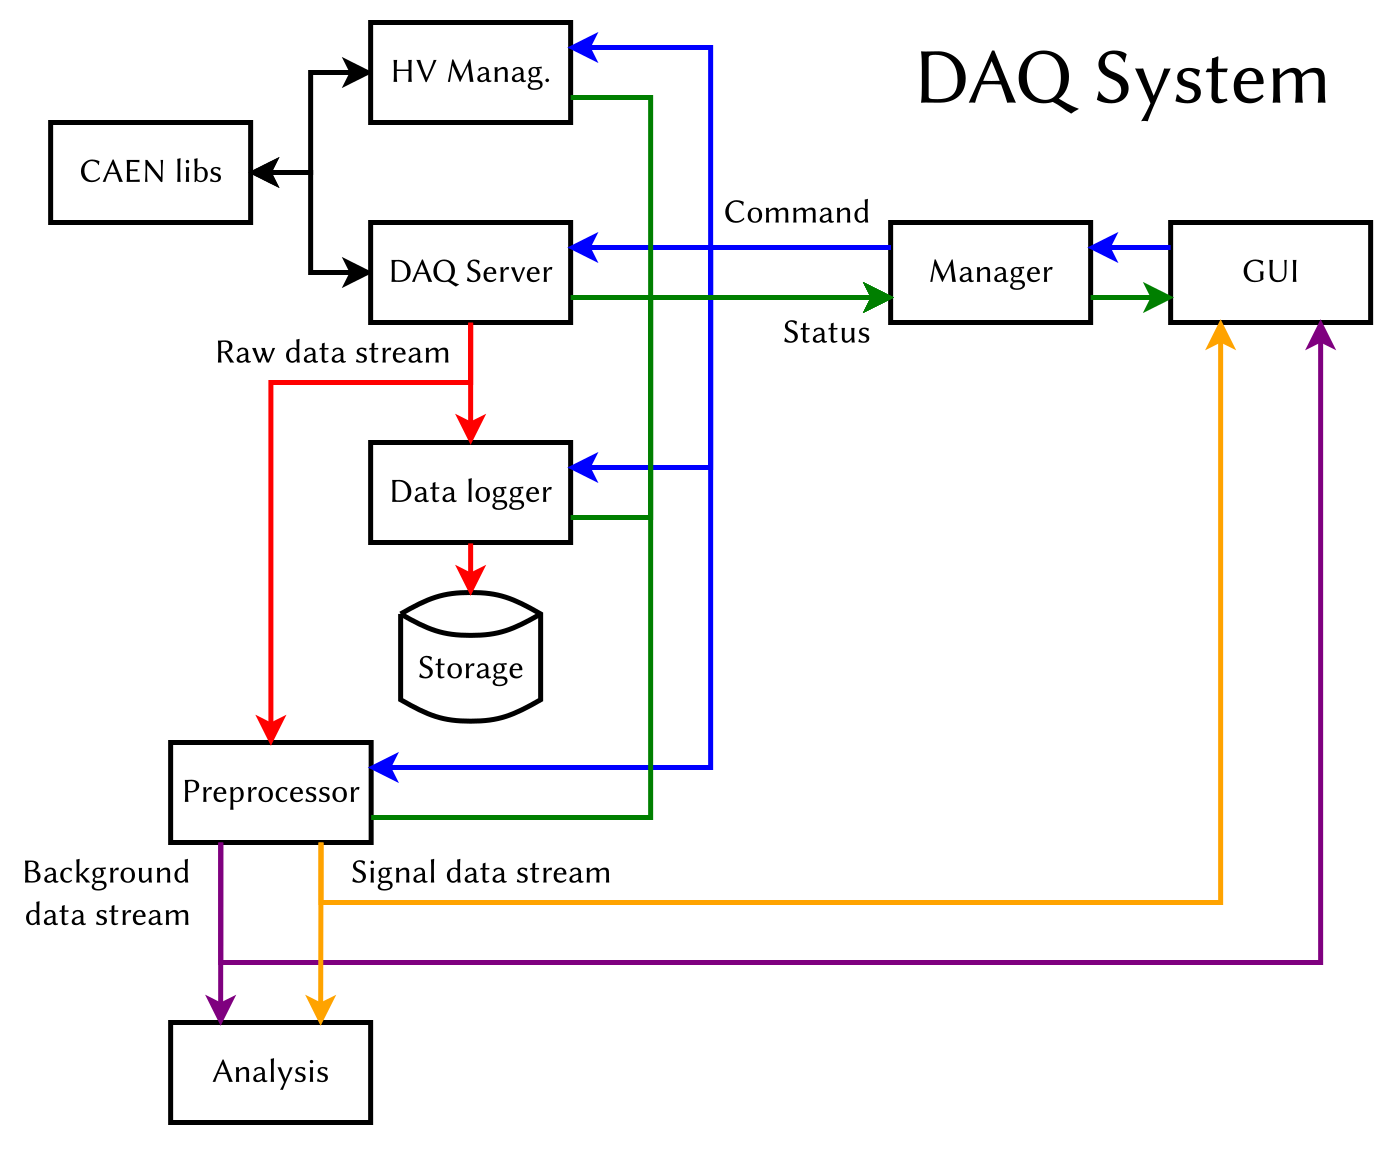 DAQ System
HV Manag.
CAEN libs
Command
DAQ Server
Manager
GUI
Status
Raw data stream
Data logger
Storage
Preprocessor
Background
data stream
Signal data stream
Analysis